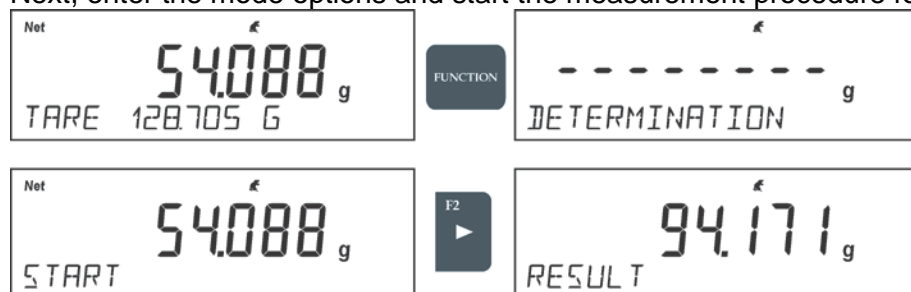 Next, enter the mode options and start the measurement procedure fo
Net
54.088 g
TARE 128.705 G
FUNCTION
-------- g
DETERMINATION
Net
54.088 g
START
F2
94.171 g
RESULT